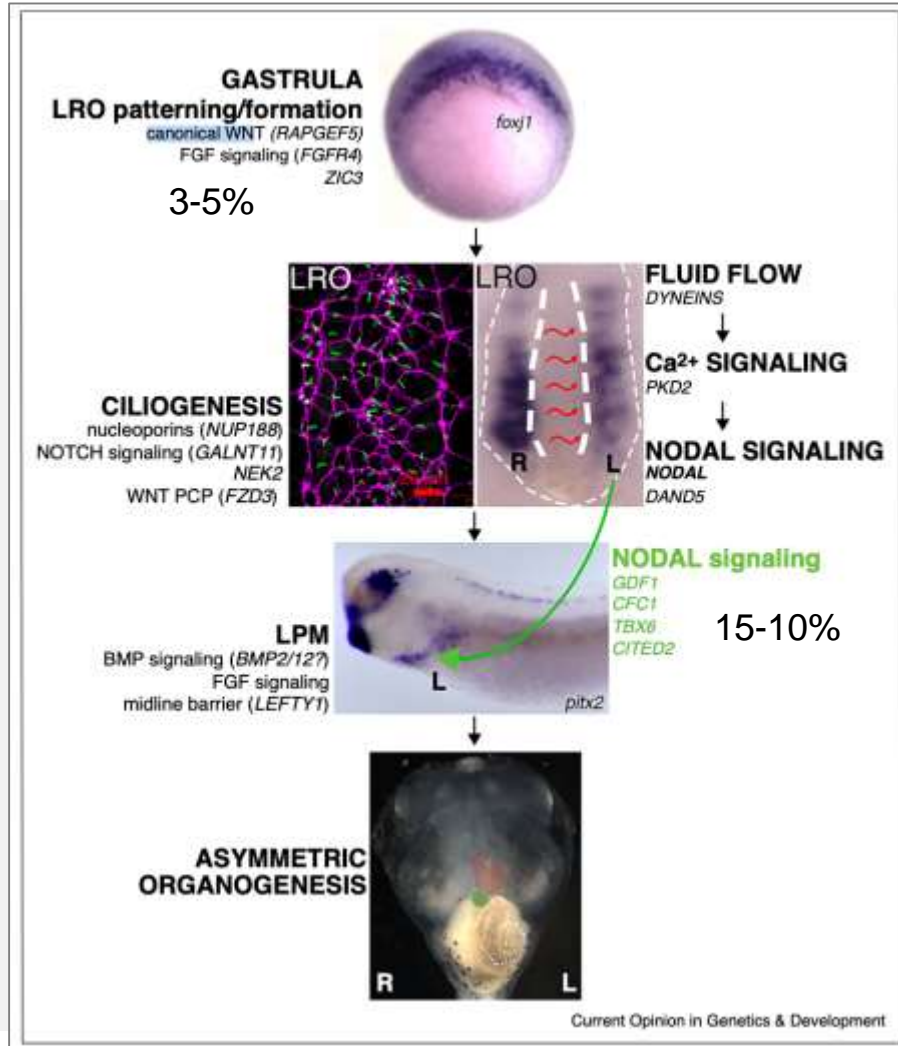 GASTRULA
LRO patterning/formation
canonical WNT (RAPGEF5)
FGF signaling (FGFR4)
ZIC3
3-5%
foxj1
LRO
LRO
R
L
FLUID FLOW
DYNEINS
Ca²⁺ SIGNALING
PKD2
NODAL SIGNALING
NODAL
DAND5
CILIOGENESIS
nucleoporins (NUP188)
NOTCH signaling (GALNT11)
NEK2
WNT PCP (FZD3)
NODAL signaling
GDF1
CFC1
TBX6
CITED2
15-10%
LPM
BMP signaling (BMP2/12?)
FGF signaling
midline barrier (LEFTY1)
L
pitx2
ASYMMETRIC
ORGANOGENESIS
R
L
Current Opinion in Genetics & Development